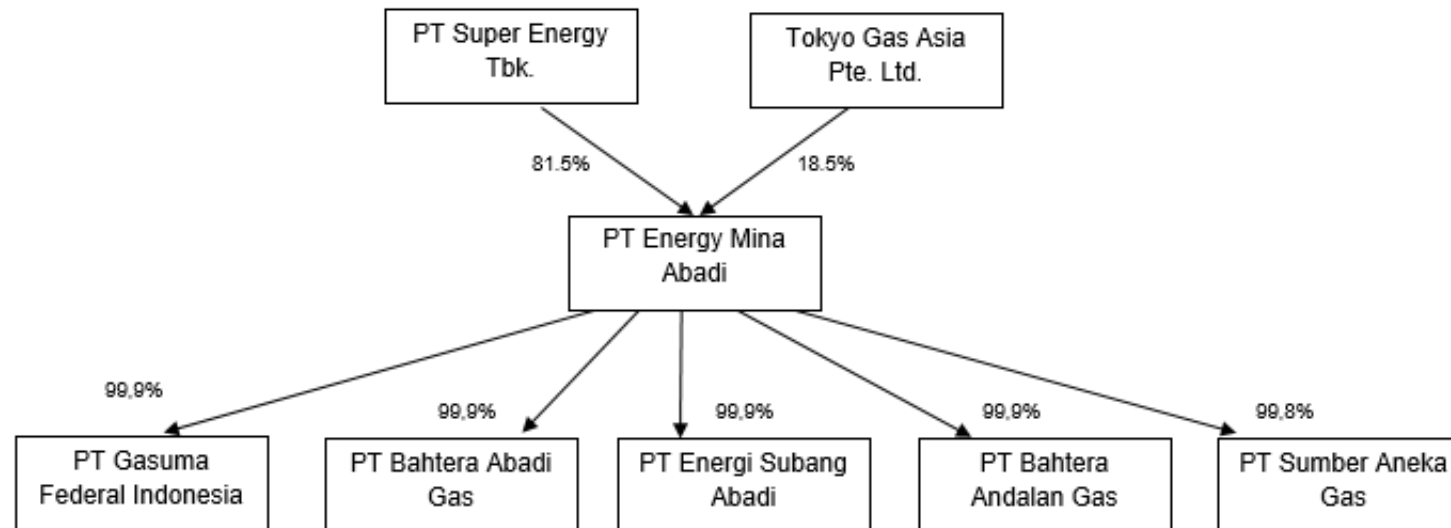 PT Super Energy
Tbk.
Tokyo Gas Asia
Pte. Ltd.
81.5%
18.5%
PT Energy Mina
Abadi
99,9%
99,9%
99,9%
99,9%
99,8%
PT Gasuma
Federal Indonesia
PT Bahtera Abadi
Gas
PT Energi Subang
Abadi
PT Bahtera
Andalan Gas
PT Sumber Aneka
Gas